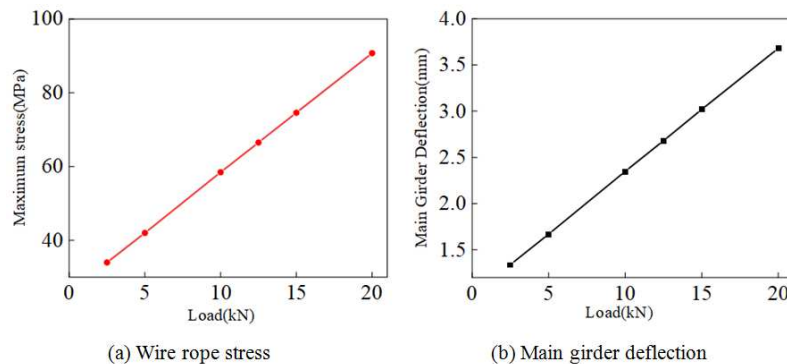 100
80
60
40
Maximum stress(MPa)
0 5 10 15 20
Load(kN)
(a) Wire rope stress
4.0
3.5
3.0
2.5
2.0
1.5
Main Girder Deflection(mm)
0 5 10 15 20
Load(kN)
(b) Main girder deflection